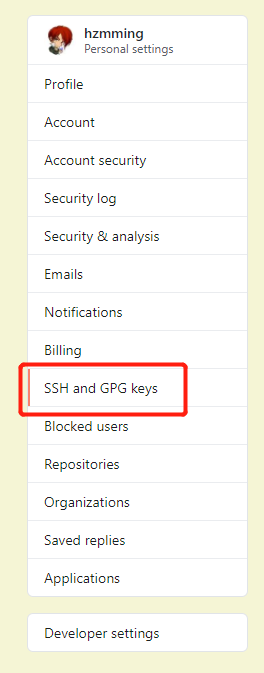 hzmming
Personal settings
Profile
Account
Account security
Security log
Security & analysis
Emails
Notifications
Billing
SSH and GPG keys
Blocked users
Repositories
Organizations
Saved replies
Applications
Developer settings